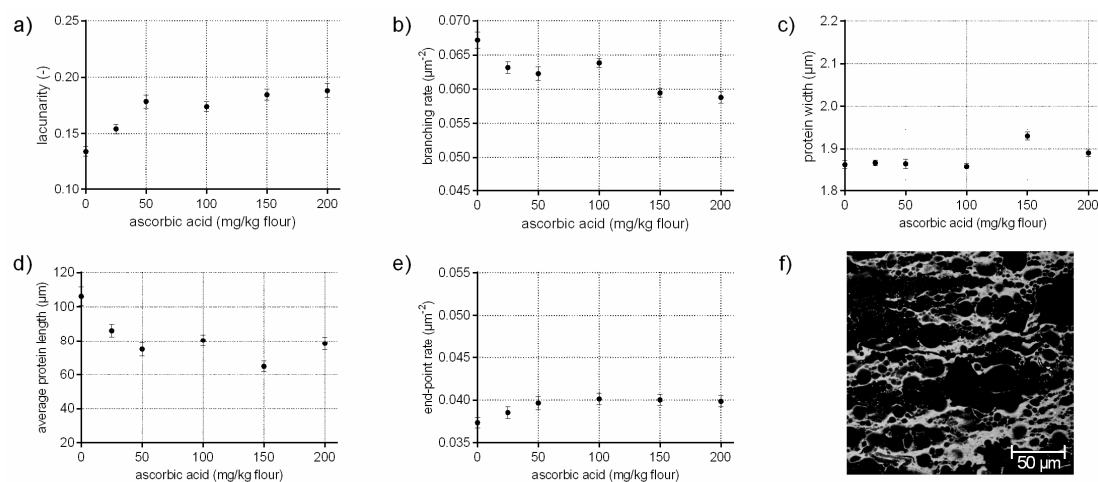 a)
0.25
0.20
0.15
0.10
lacunarity (-)
0 50 100 150 200
ascorbic acid (mg/kg flour)
b)
0.070
0.065
0.060
0.055
0.050
0.045
branching rate (µm⁻²)
0 50 100 150 200
ascorbic acid (mg/kg flour)
c)
2.2
2.1
2.0
1.9
1.8
protein width (µm)
0 50 100 150 200
ascorbic acid (mg/kg flour)
d)
120
100
80
60
40
20
average protein length (µm)
0 50 100 150 200
ascorbic acid (mg/kg flour)
e)
0.055
0.050
0.045
0.040
0.035
end-point rate (µm⁻²)
0 50 100 150 200
ascorbic acid (mg/kg flour)
f)
50 µm